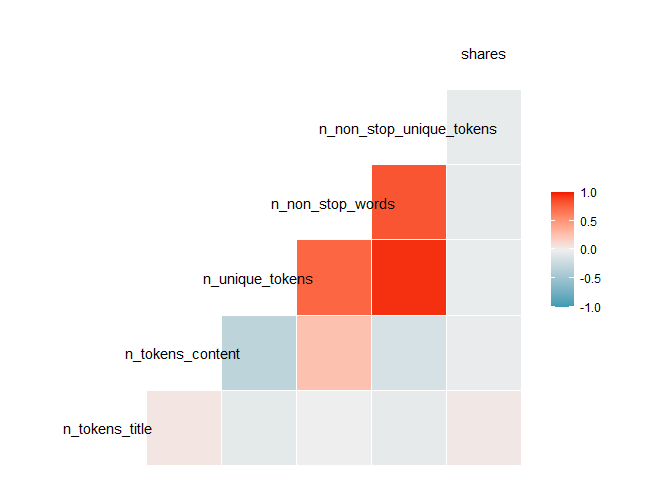 shares
n_non_stop_unique_tokens
n_non_stop_words
n_unique_tokens
n_tokens_content
n_tokens_title
1.0
0.5
0.0
-0.5
-1.0